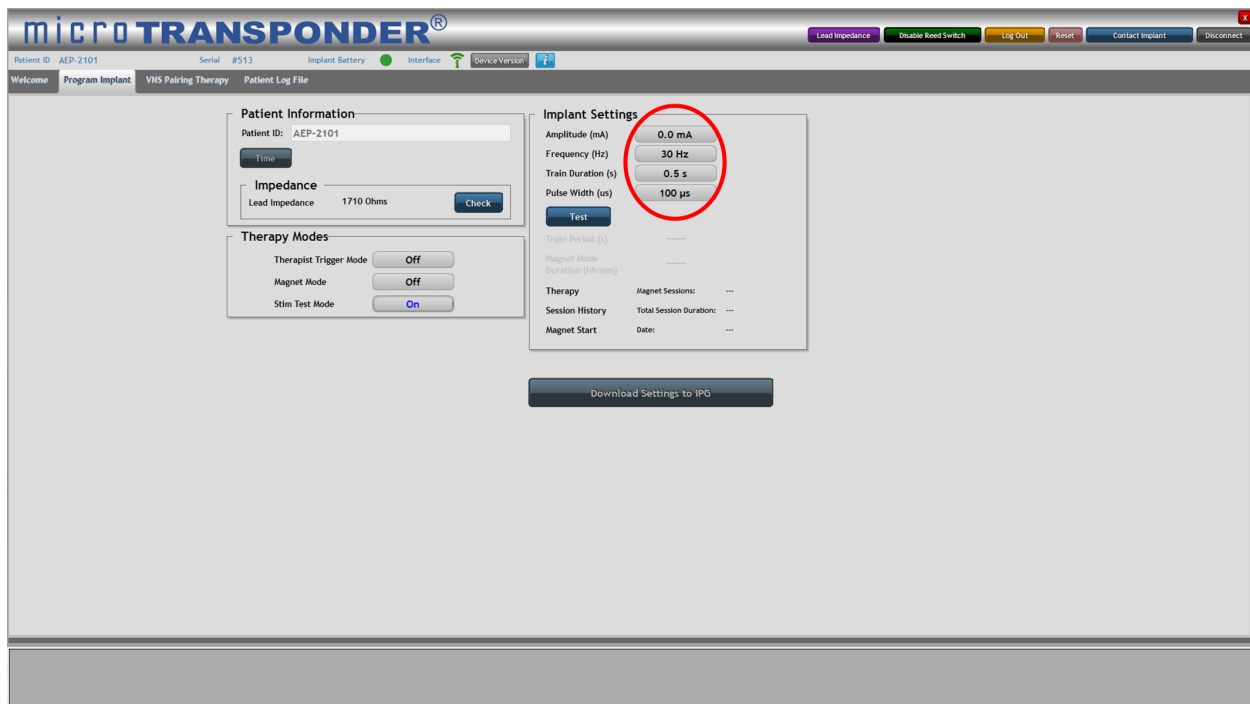 X
microTRANSPONDER®
Lead Impedance Disable Reed Switch Log Out Reset Contact Implant Disconnect
Patient ID AEP-2101 Serial #513 Implant Battery Interface Device Version i
Welcome Program Implant VNS Pairing Therapy Patient Log File
Patient Information
Patient ID: AEP-2101
Time
Impedance
Lead Impedance 1710 Ohms Check
Therapy Modes
Therapist Trigger Mode Off
Magnet Mode Off
Stim Test Mode On
Implant Settings
Amplitude (mA) 0.0 mA
Frequency (Hz) 30 Hz
Train Duration (s) 0.5 s
Pulse Width (us) 100 µs
Test
Train Period (s) ----
Magnet Mode ----
Duration (h:mm)
Therapy Magnet Sessions: ---
Session History Total Session Duration: ---
Magnet Start Date: ---
Download Settings to IPG